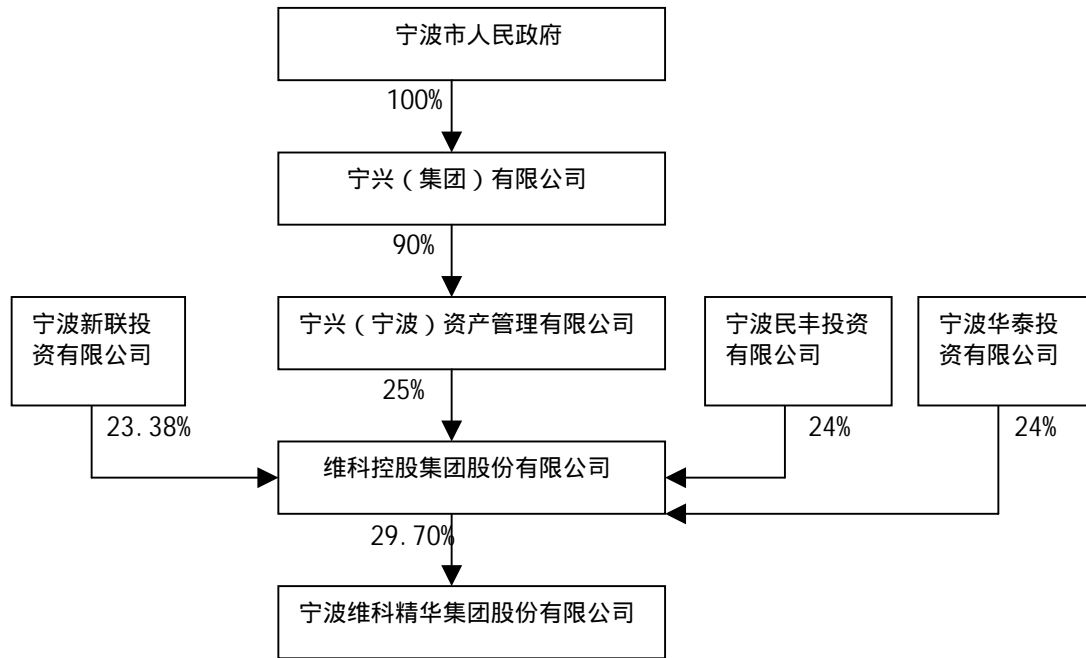 宁波市人民政府
100%
宁兴（集团）有限公司
90%
宁波新联投
资有限公司
宁兴（宁波）资产管理有限公司
宁波民丰投资
有限公司
宁波华泰投
资有限公司
23.38%
25%
24%
24%
维科控股集团股份有限公司
29.70%
宁波维科精华集团股份有限公司